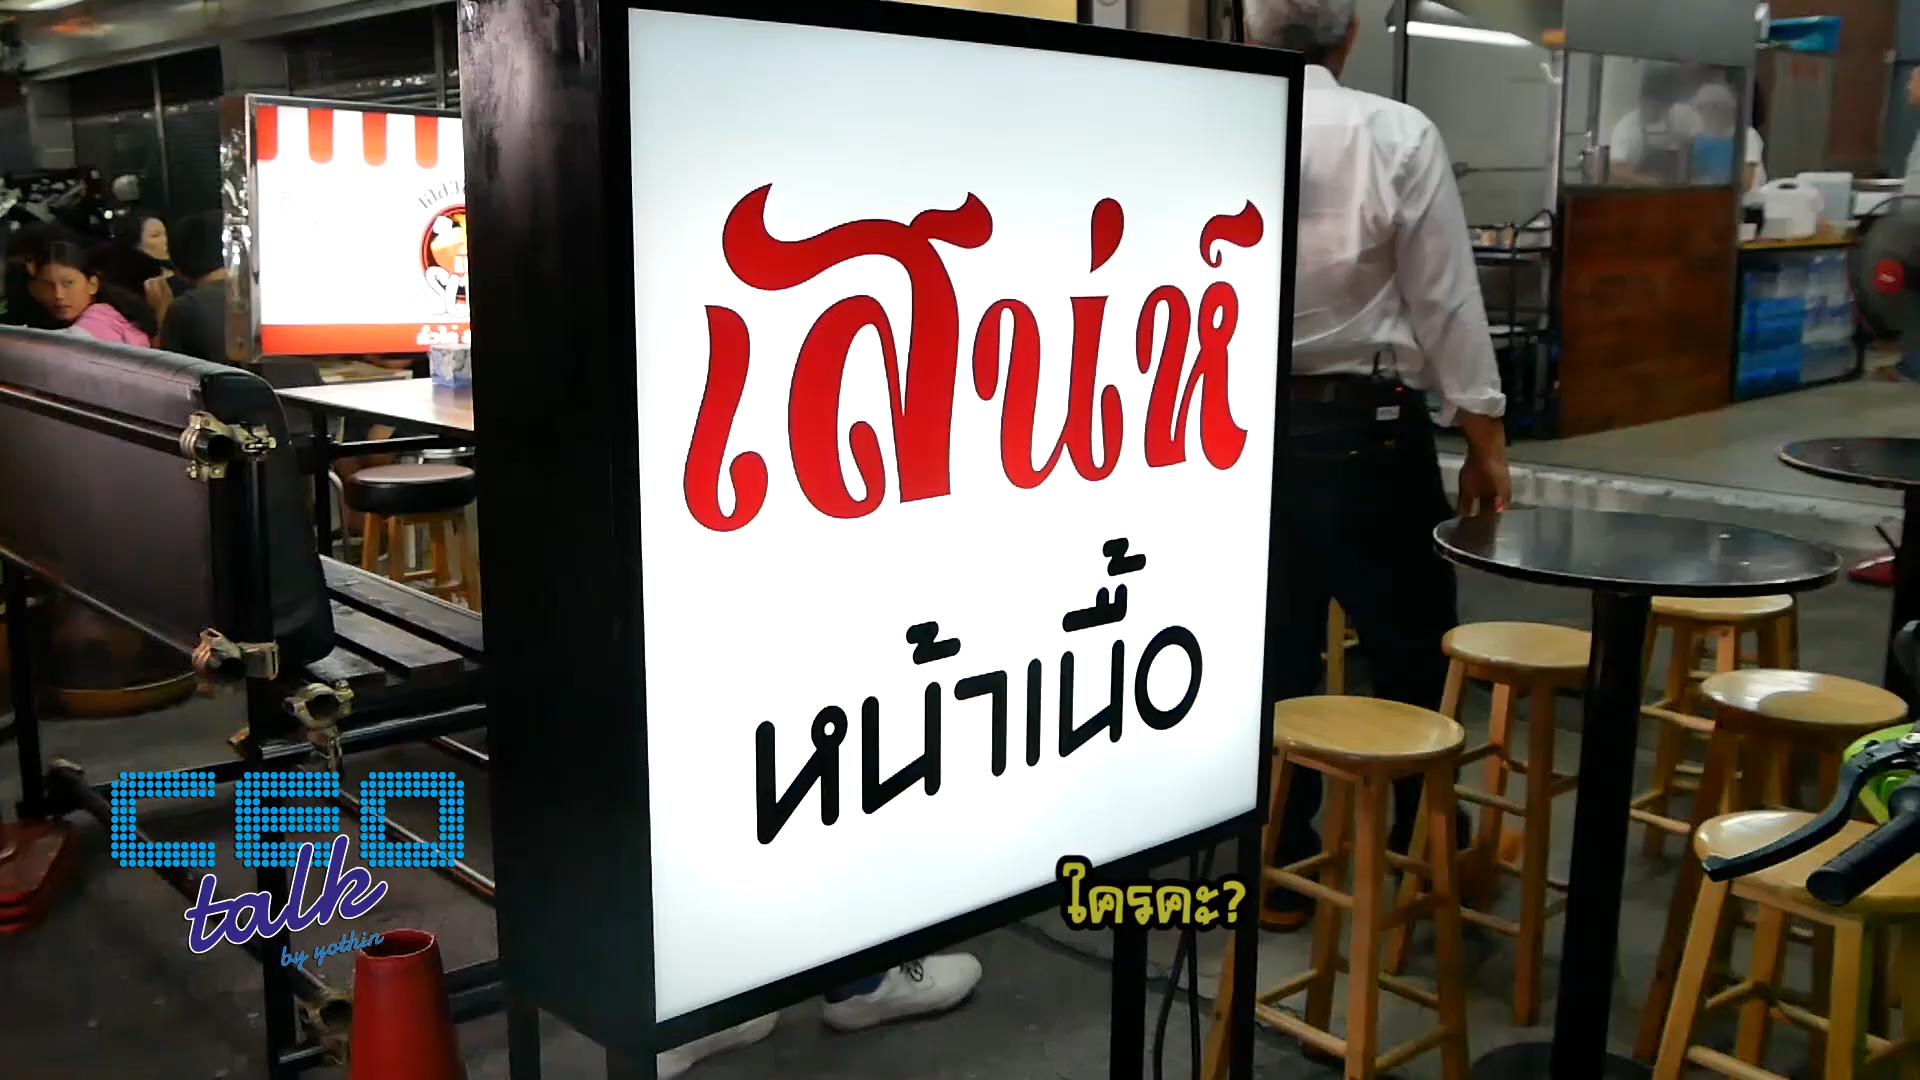 เสน่ห์
หน้าเนื้อ
ใครคะ?
CEO
talk
by yothin